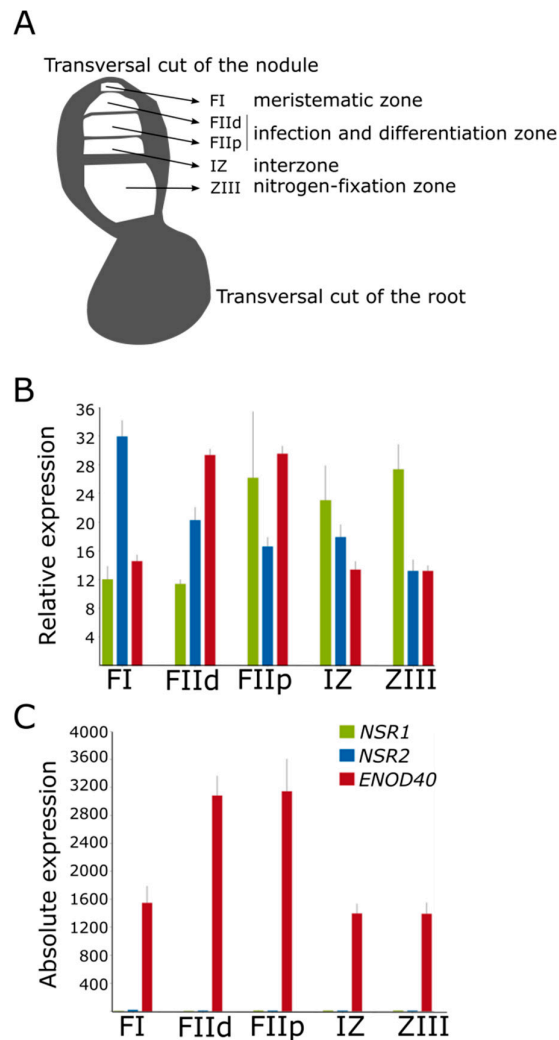 A
Transversal cut of the nodule
FI meristematic zone
FIId
FIIp
infection and differentiation zone
IZ interzone
ZIII nitrogen-fixation zone
Transversal cut of the root
B
Relative expression
36
32
28
24
20
16
12
8
4
FI FIId FIIp IZ ZIII
C
Absolute expression
4000
3600
3200
2800
2400
2000
1600
1200
800
400
NSR1
NSR2
ENOD40
FI FIId FIIp IZ ZIII